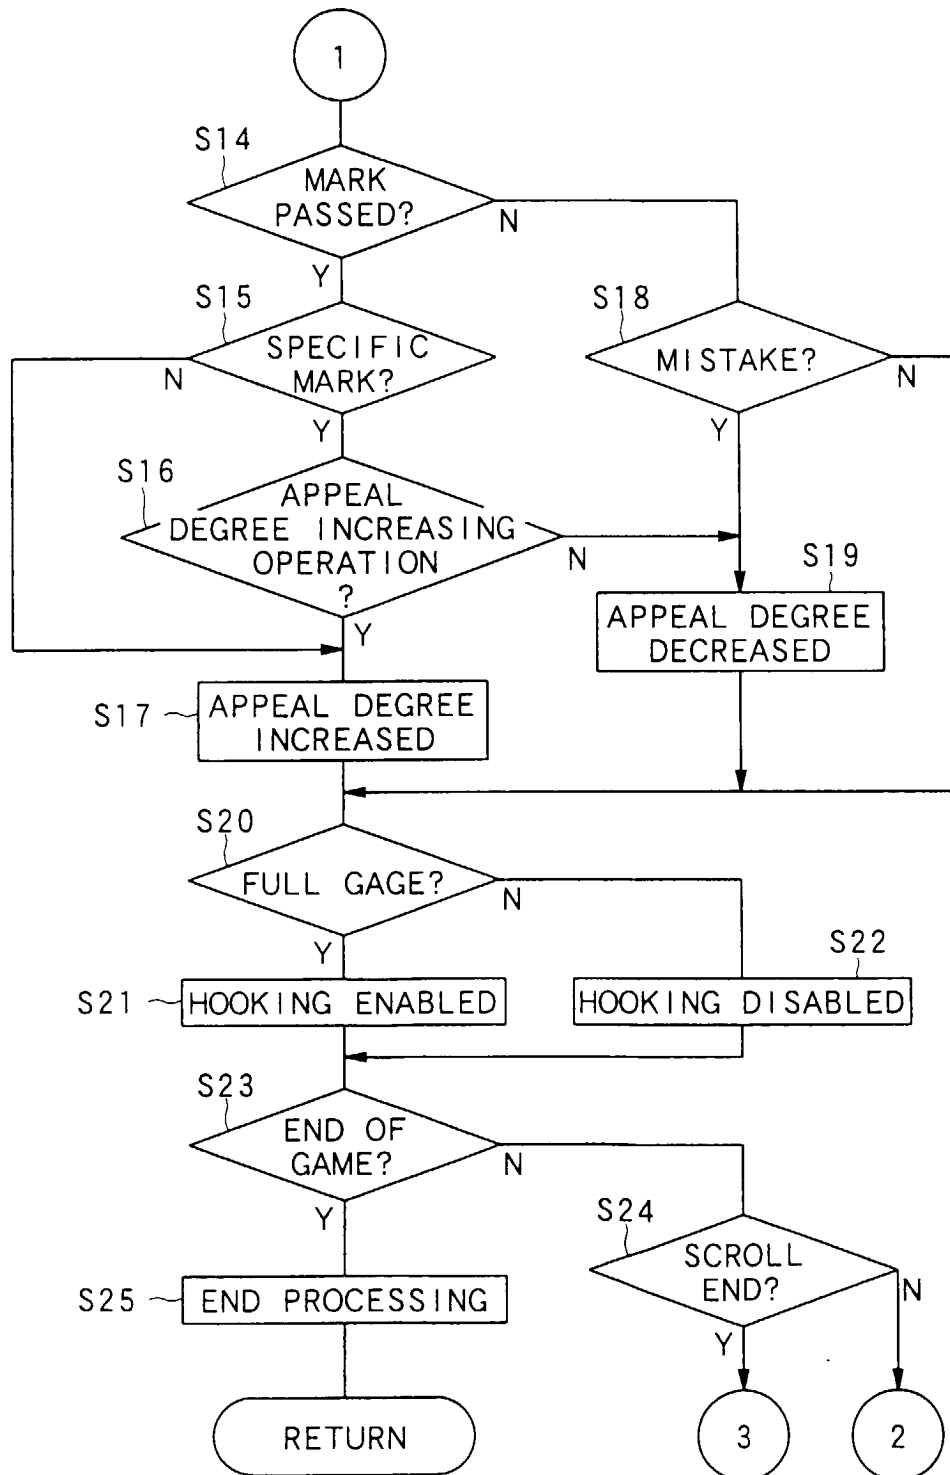 1
S14
MARK
PASSED?
N
Y
S15
SPECIFIC
MARK?
N
Y
S18
MISTAKE?
N
Y
S16
APPEAL
DEGREE INCREASING
OPERATION
?
N
Y
S19
APPEAL DEGREE
DECREASED
S17
APPEAL DEGREE
INCREASED
S20
FULL GAGE?
N
Y
S21
HOOKING ENABLED
S22
HOOKING DISABLED
S23
END OF
GAME?
N
Y
S24
SCROLL
END?
N
Y
S25
END PROCESSING
RETURN
3
2